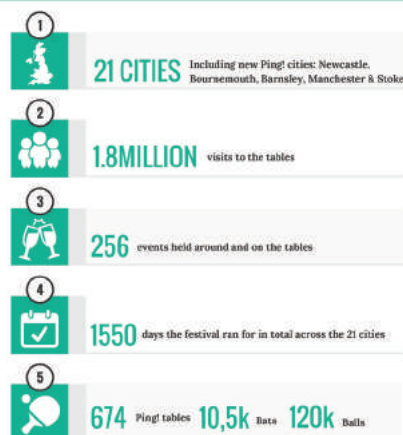 1
21 CITIES Including new Ping! cities: Newcastle,
Bournemouth, Barnsley, Manchester & Stoke
2
1.8MILLION visits to the tables
3
256 events held around and on the tables
4
1550 days the festival ran for in total across the 21 cities
5
674 Ping! tables 10,5k Bats 120k Balls